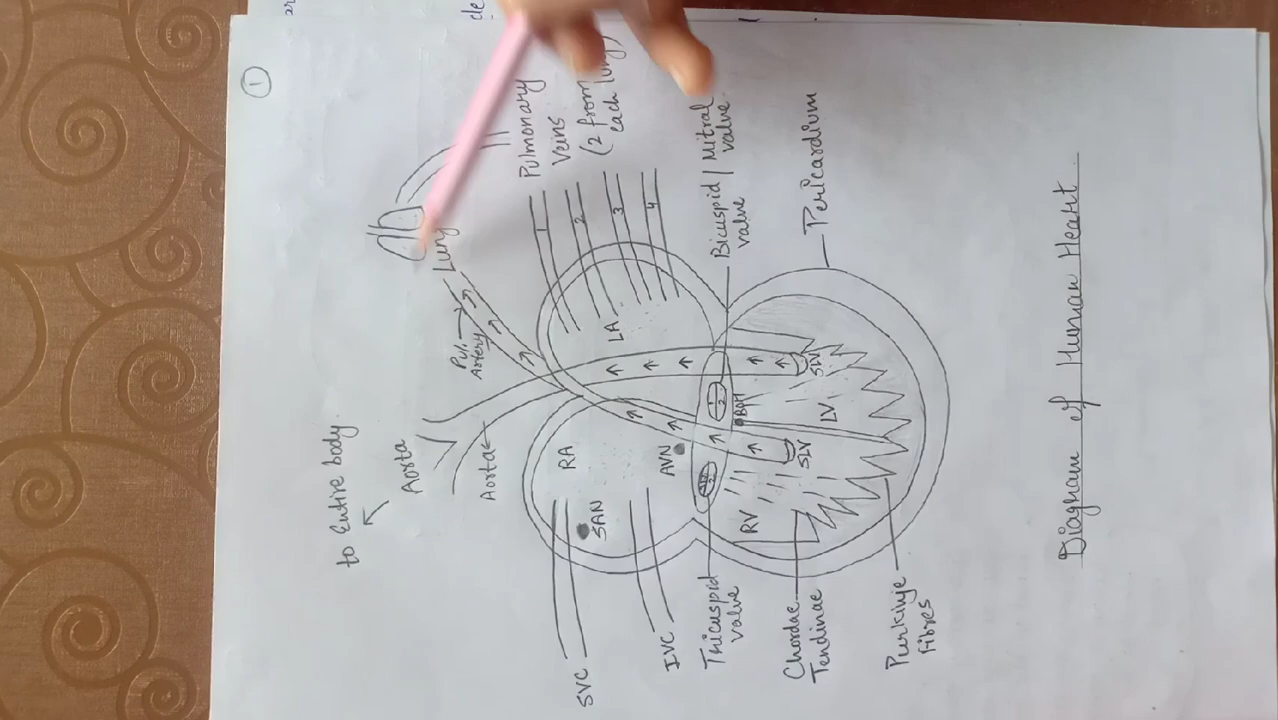 1
to Entire body
Aorta
Aorta
Pul.
Artery
Lung
Pulmonary
Veins
(2 from
each lung)
1
2
3
4
LA
RA
SAN
AVN
SVC
IVC
Tricuspid
valve
Bicuspid / Mitral
valve valve
Pericardium
RV
LV
SLV
SLV
Chordae
Tendinae
Purkinje
fibres
Diagram of Human Heart